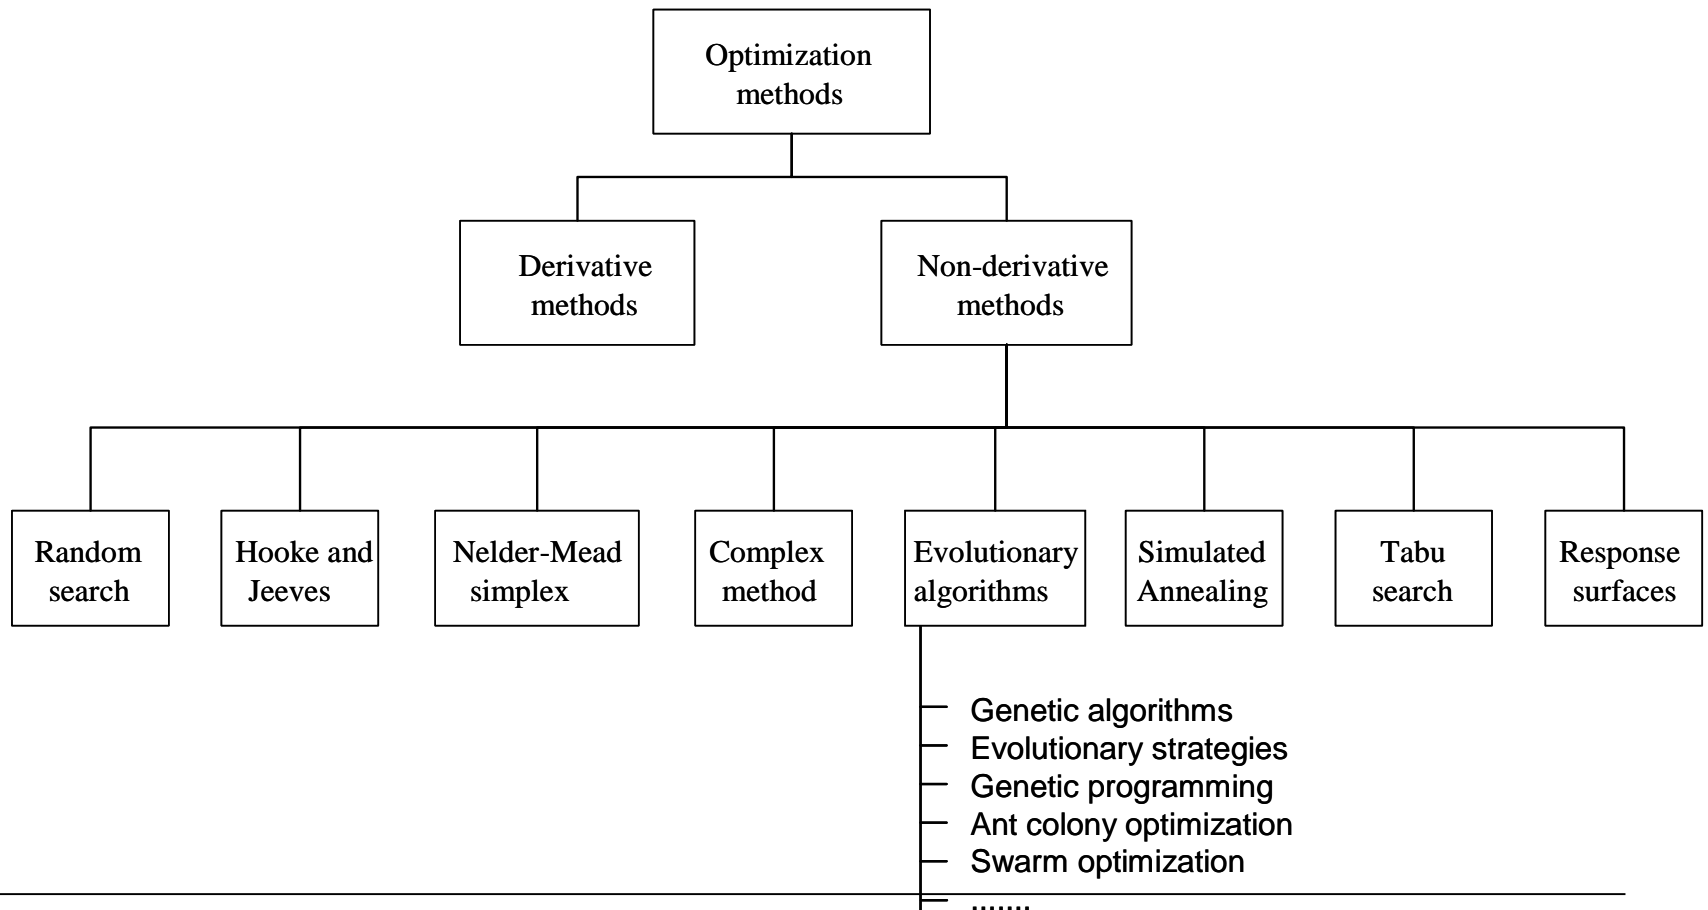 Optimization
methods
Derivative
methods
Non-derivative
methods
Random
search
Hooke and
Jeeves
Nelder-Mead
simplex
Complex
method
Evolutionary
algorithms
Simulated
Annealing
Tabu
search
Response
surfaces
Genetic algorithms
Evolutionary strategies
Genetic programming
Ant colony optimization
Swarm optimization
.......